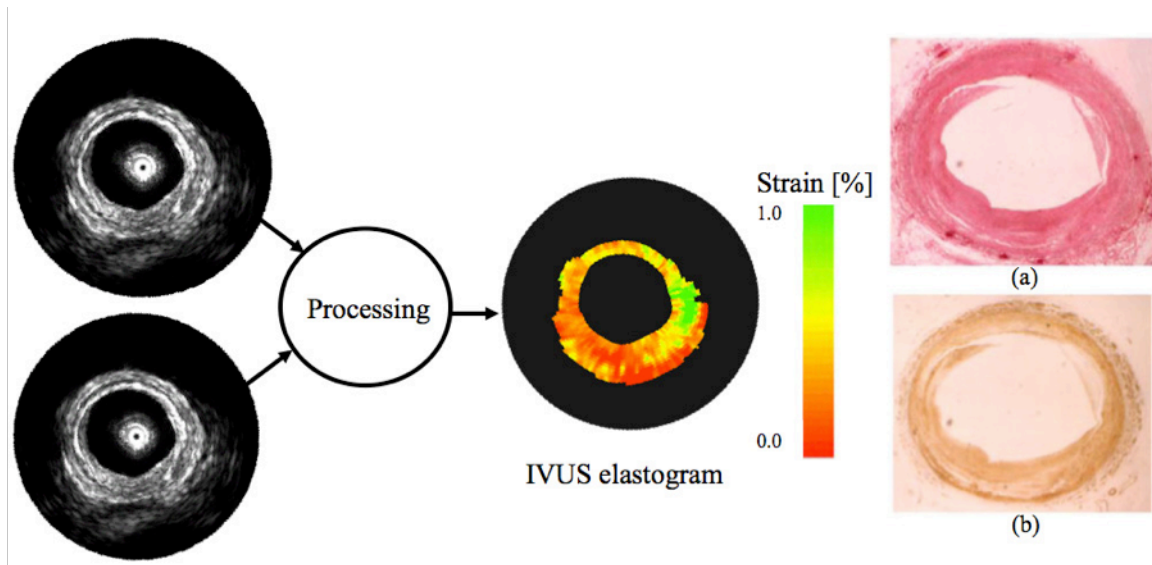 Processing
IVUS elastogram
Strain [%]
1.0
0.0
(a)
(b)